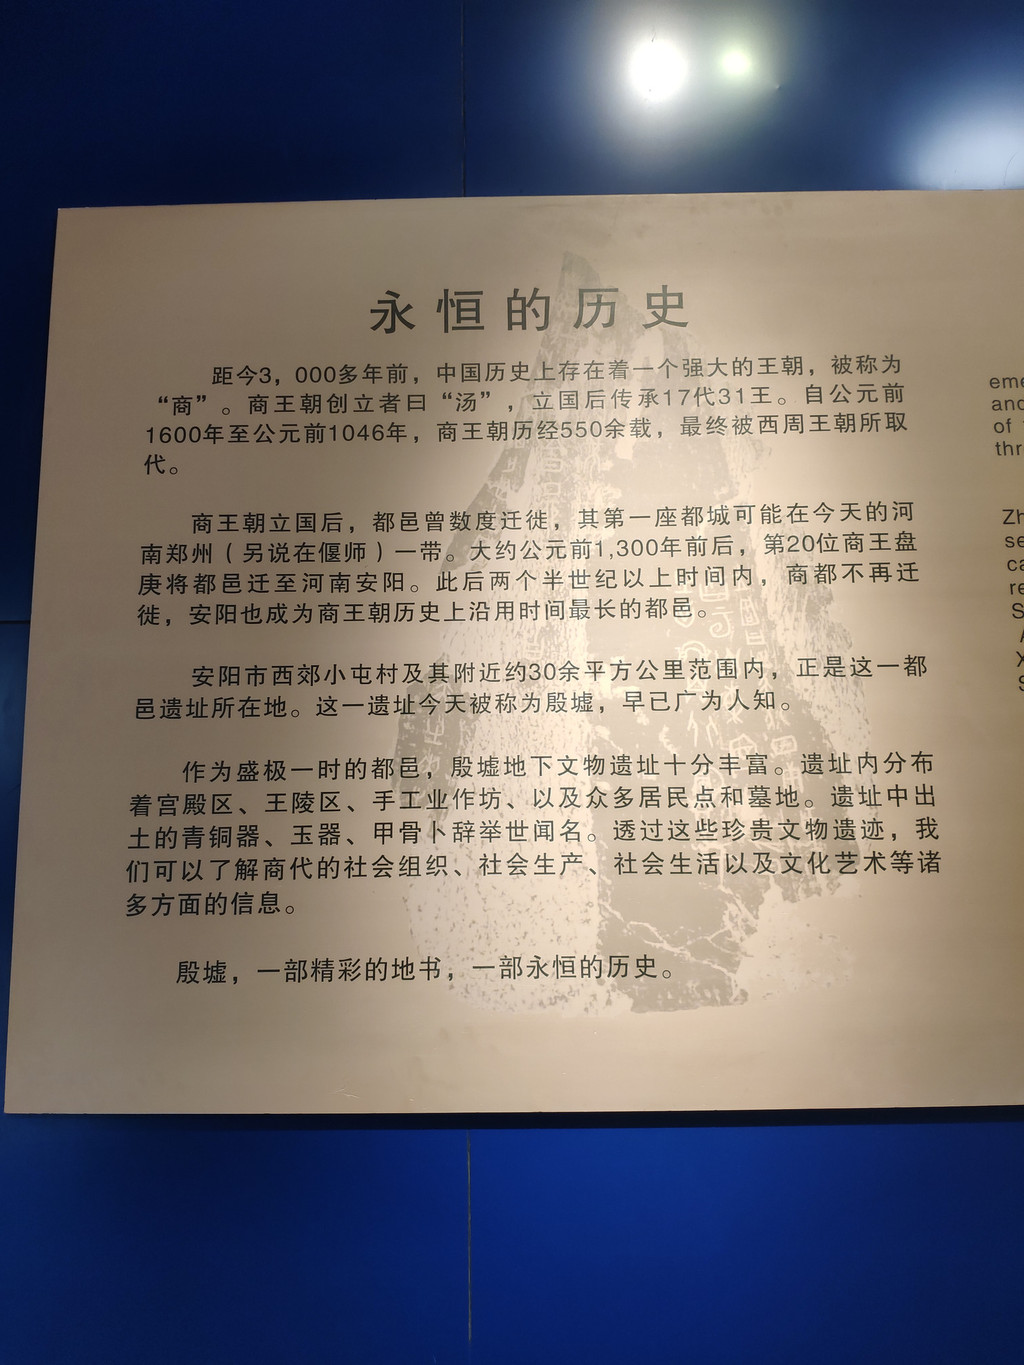 永恒的历史
距今3，000多年前，中国历史上存在着一个强大的王朝，被称为
“商”。商王朝创立者曰“汤”，立国后传承17代31王。自公元前
1600年至公元前1046年，商王朝历经550余载，最终被西周王朝所取
代。
商王朝立国后，都邑曾数度迁徙，其第一座都城可能在今天的河
南郑州（另说在偃师）一带。大约公元前1,300年前后，第20位商王盘
庚将都邑迁至河南安阳。此后两个半世纪以上时间内，商都不再迁
徙，安阳也成为商王朝历史上沿用时间最长的都邑。
安阳市西郊小屯村及其附近约30余平方公里范围内，正是这一都
邑遗址所在地。这一遗址今天被称为殷墟，早已广为人知。
作为盛极一时的都邑，殷墟地下文物遗址十分丰富。遗址内分布
着宫殿区、王陵区、手工业作坊、以及众多居民点和墓地。遗址中出
土的青铜器、玉器、甲骨卜辞举世闻名。透过这些珍贵文物遗迹，我
们可以了解商代的社会组织、社会生产、社会生活以及文化艺术等诸
多方面的信息。
殷墟，一部精彩的地书，一部永恒的历史。
eme
and
of
thr
Zh
se
ca
re
S
X
S